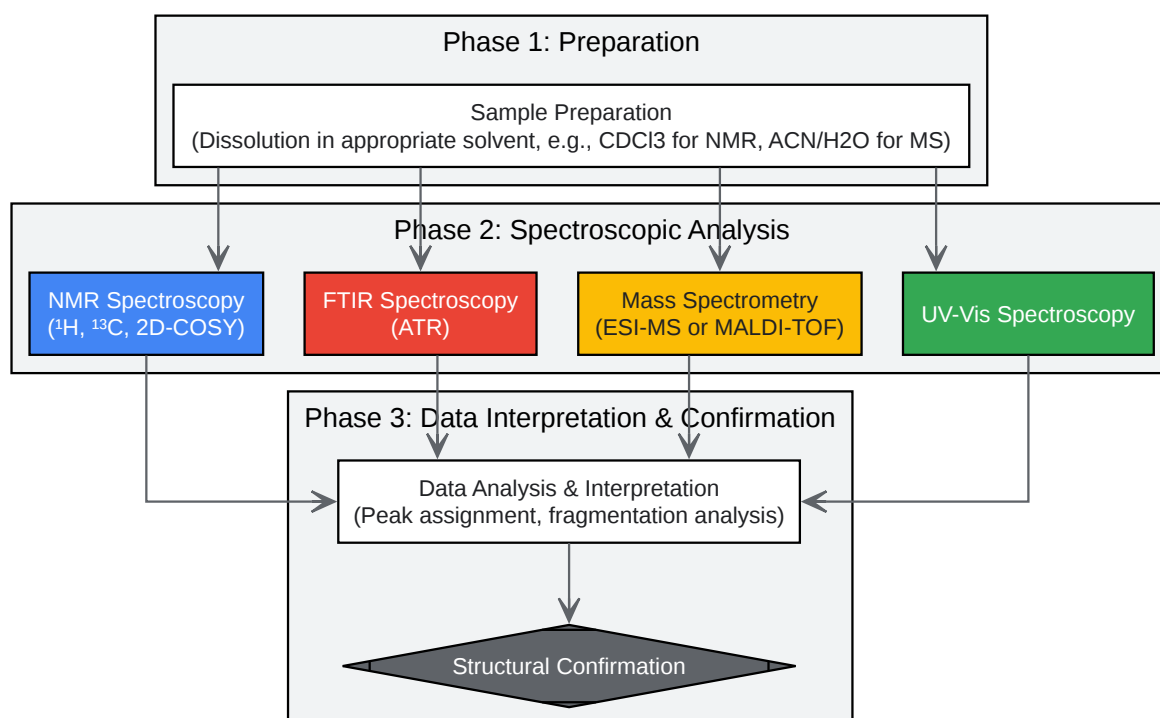 Phase 1: Preparation
Sample Preparation
(Dissolution in appropriate solvent, e.g., CDCl3 for NMR, ACN/H2O for MS)
Phase 2: Spectroscopic Analysis
NMR Spectroscopy
(¹H, ¹³C, 2D-COSY)
FTIR Spectroscopy
(ATR)
Mass Spectrometry
(ESI-MS or MALDI-TOF)
UV-Vis Spectroscopy
Phase 3: Data Interpretation & Confirmation
Data Analysis & Interpretation
(Peak assignment, fragmentation analysis)
Structural Confirmation